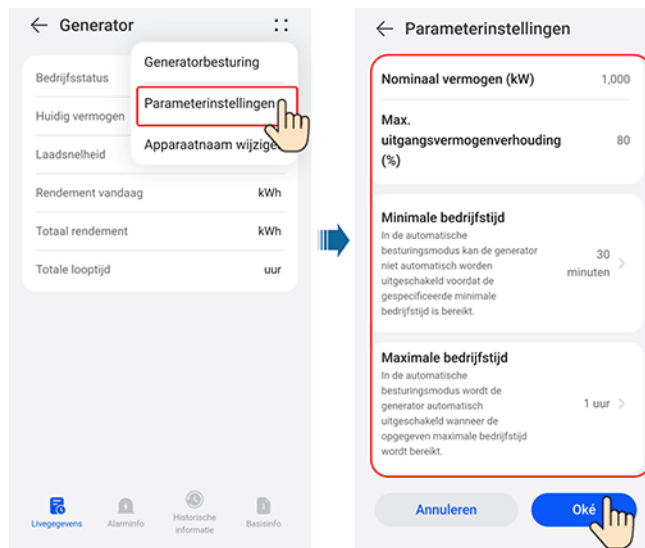 Generator
Generatorbesturing
Parameterinstellingen
Apparaatnaam wijzige
Bedrijfsstatus
Huidig vermogen
Laadsnelheid
Rendement vandaag kWh
Totaal rendement kWh
Totale looptijd uur
Livegegevens
Alarminfo
Historische
informatie
Basisinfo
Parameterinstellingen
Nominaal vermogen (kW) 1,000
Max.
uitgangsvermogenverhouding 80
(%)
Minimale bedrijfstijd
In de automatische
besturingsmodus kan de generator
niet automatisch worden
uitgeschakeld voordat de
gespecificeerde minimale
bedrijfstijd is bereikt.
30
minuten
Maximale bedrijfstijd
In de automatische
besturingsmodus wordt de
generator automatisch
uitgeschakeld wanneer de
opgegeven maximale bedrijfstijd
wordt bereikt.
1 uur
Annuleren
Oké